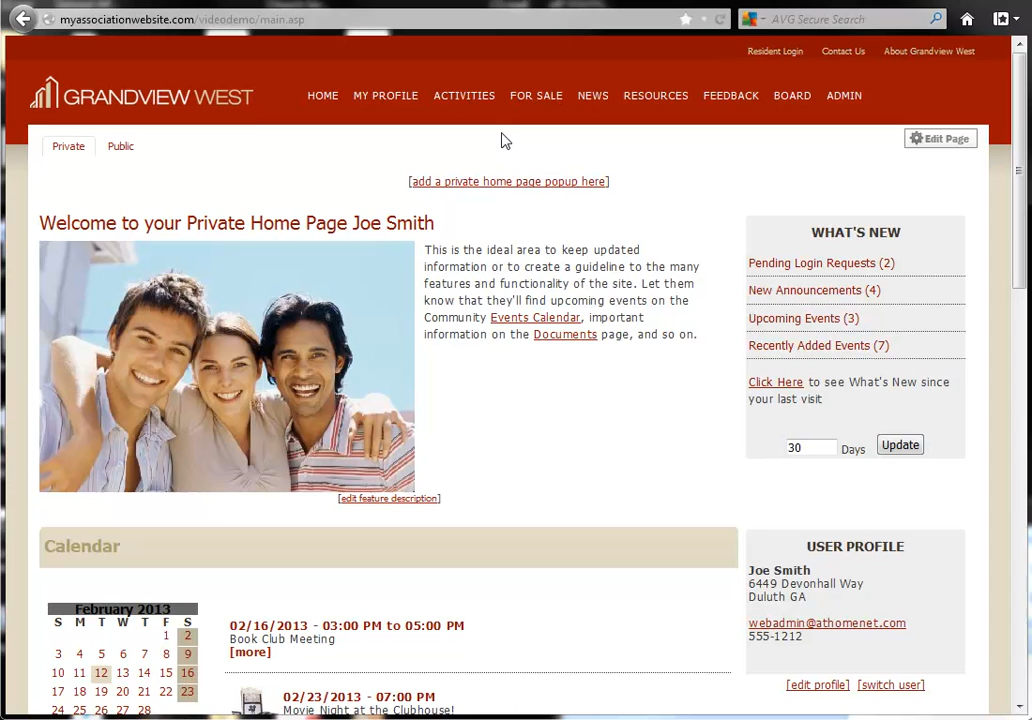 myassociationwebsite.com/videodemo/main.asp
AVG Secure Search
Resident Login Contact Us About Grandview West
GRANDVIEW WEST
HOME MY PROFILE ACTIVITIES FOR SALE NEWS RESOURCES FEEDBACK BOARD ADMIN
Private Public
Edit Page
[add a private home page popup here]
Welcome to your Private Home Page Joe Smith
This is the ideal area to keep updated
information or to create a guideline to the many
features and functionality of the site. Let them
know that they'll find upcoming events on the
Community Events Calendar, important
information on the Documents page, and so on.
[edit feature description]
WHAT'S NEW
Pending Login Requests (2)
New Announcements (4)
Upcoming Events (3)
Recently Added Events (7)
Click Here to see What's New since
your last visit
30 Days Update
Calendar
February 2013
S M T W T F S
1 2
3 4 5 6 7 8 9
10 11 12 13 14 15 16
17 18 19 20 21 22 23
24 25 26 27 28
02/16/2013 - 03:00 PM to 05:00 PM
Book Club Meeting
[more]
02/23/2013 - 07:00 PM
Movie Night at the Clubhouse!
USER PROFILE
Joe Smith
6449 Devonhall Way
Duluth GA
webadmin@athomenet.com
555-1212
[edit profile] [switch user]